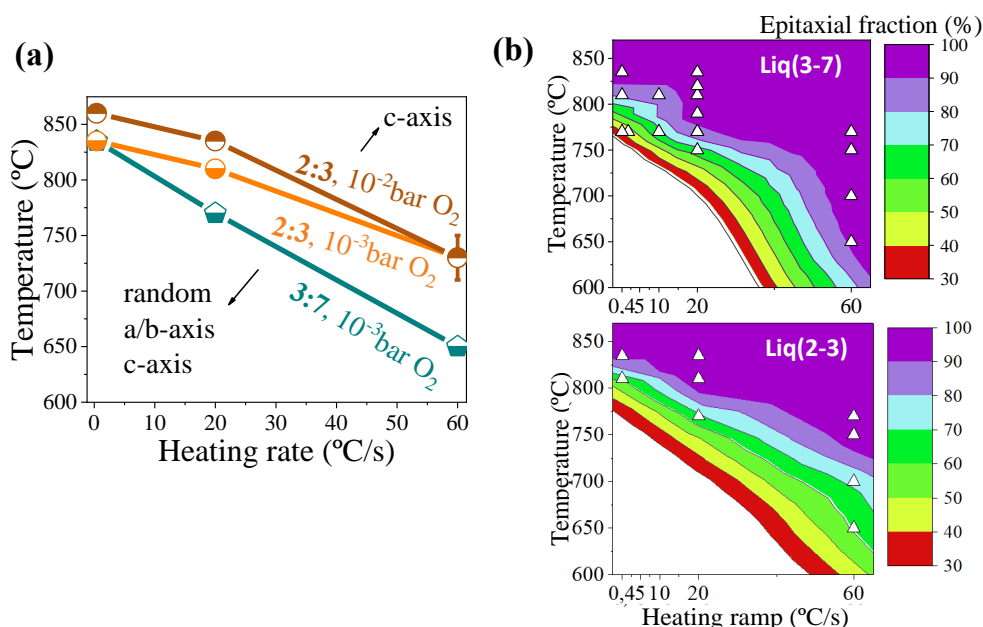 (a)
850
800
750
700
650
600
Temperature (ºC)
0 10 20 30 40 50 60
Heating rate (ºC/s)
c-axis
2:3, 10-2bar O2
2:3, 10-3bar O2
3:7, 10-3bar O2
random
a/b-axis
c-axis
(b)
Epitaxial fraction (%)
Liq(3-7)
850
800
750
700
650
600
Temperature (ºC)
0,45 10 20 60
100
90
80
70
60
50
40
30
Liq(2-3)
850
800
750
700
650
600
Temperature (ºC)
0,45 10 20 60
Heating ramp (ºC/s)
100
90
80
70
60
50
40
30